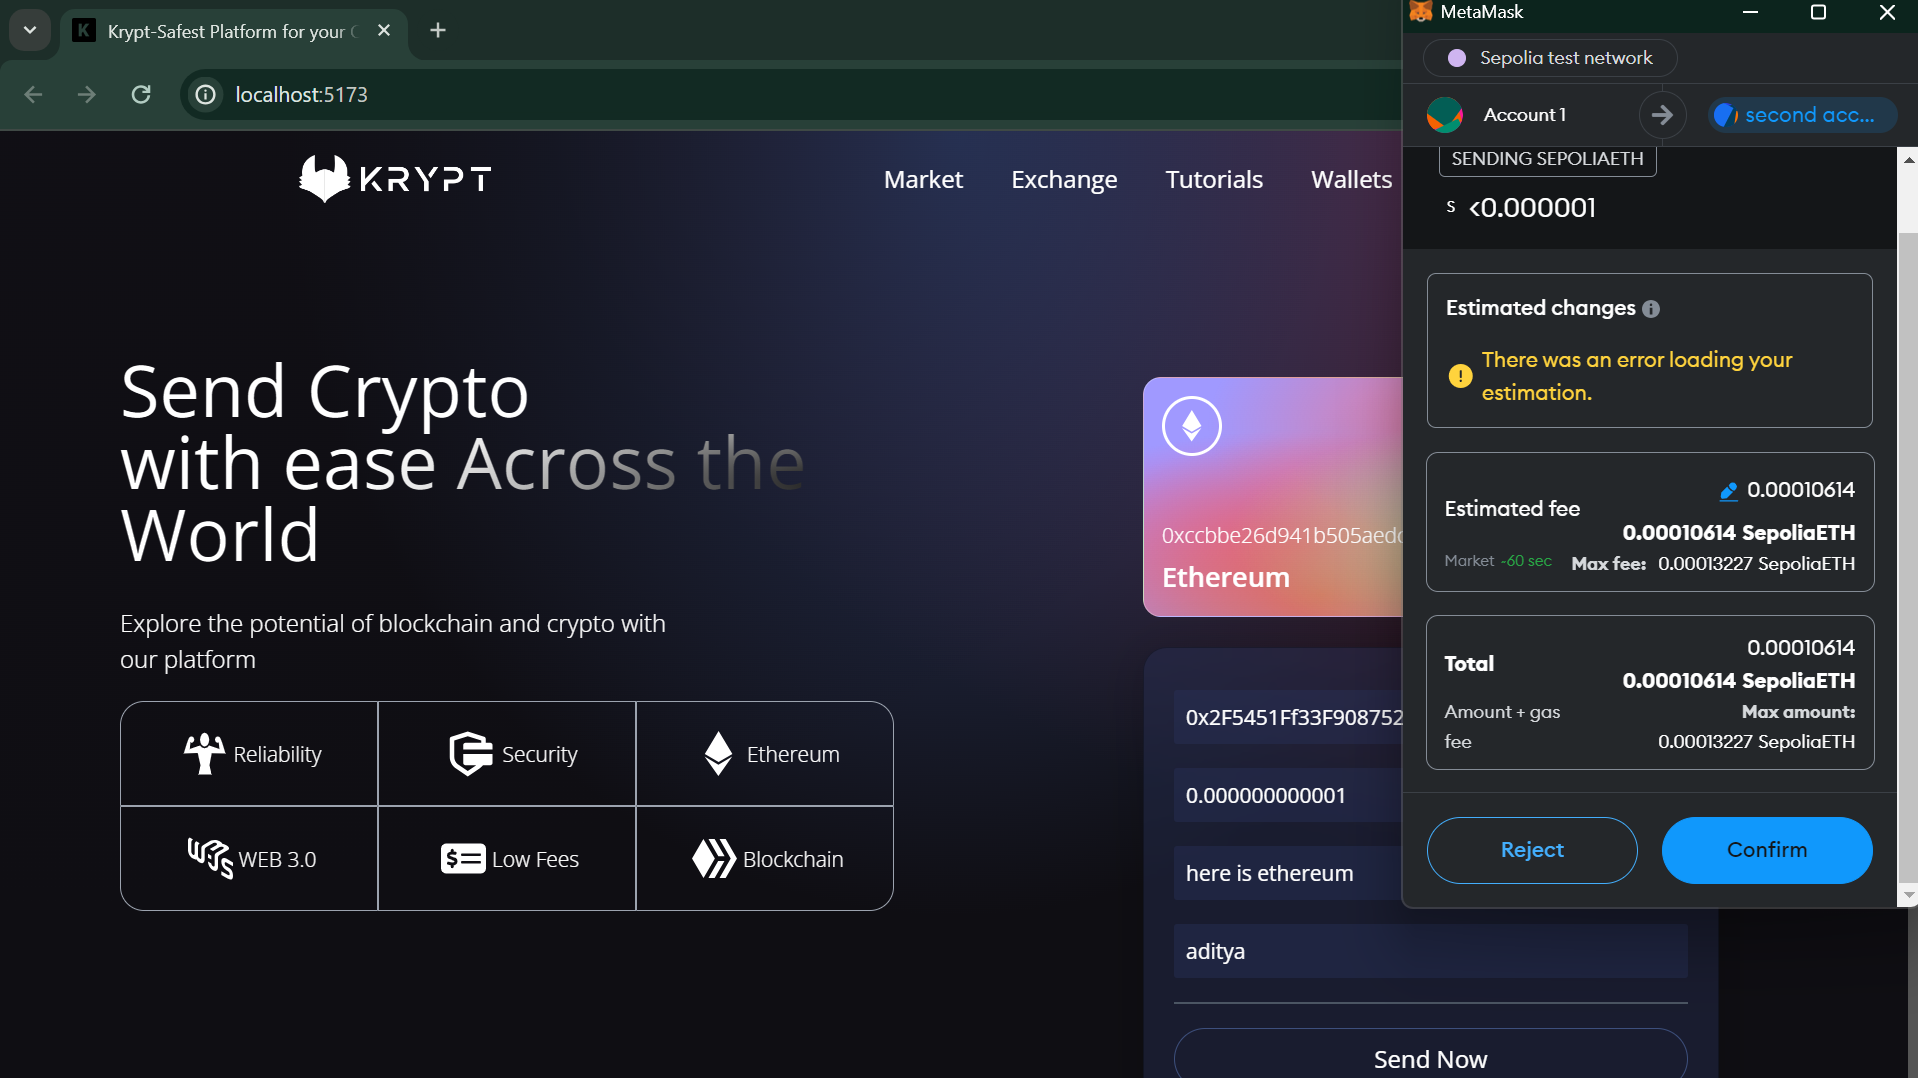 Krypt-Safest Platform for your
localhost:5173
KRYPT
Market
Exchange
Tutorials
Wallets
Send Crypto
with ease Across the
World
Explore the potential of blockchain and crypto with
our platform
Reliability
Security
Ethereum
WEB 3.0
Low Fees
Blockchain
0xccbbe26d941b505aed
Ethereum
0x2F5451Ff33F908752
0.000000000001
here is ethereum
aditya
Send Now
MetaMask
Sepolia test network
Account 1
second acc...
SENDING SEPOLIAETH
S <0.000001
Estimated changes
There was an error loading your
estimation.
Estimated fee
0.00010614
0.00010614 SepoliaETH
Market ~60 sec
Max fee: 0.00013227 SepoliaETH
Total
0.00010614
0.00010614 SepoliaETH
Amount + gas
fee
Max amount:
0.00013227 SepoliaETH
Reject
Confirm